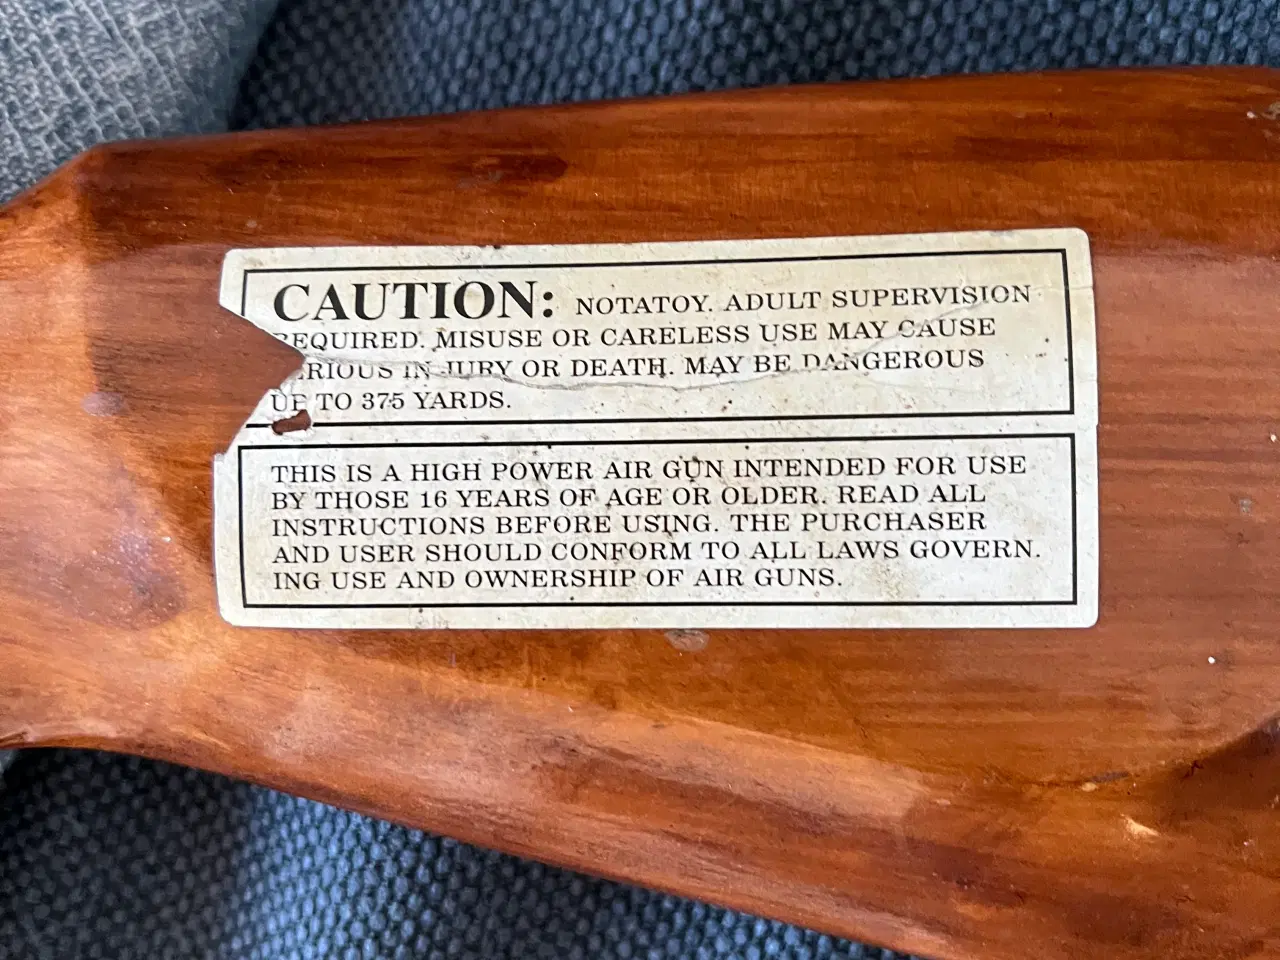 CAUTION: NOTATOY. ADULT SUPERVISION
REQUIRED. MISUSE OR CARELESS USE MAY CAUSE
SERIOUS IN JURY OR DEATH. MAY BE DANGEROUS
UP TO 375 YARDS.
THIS IS A HIGH POWER AIR GUN INTENDED FOR USE
BY THOSE 16 YEARS OF AGE OR OLDER. READ ALL
INSTRUCTIONS BEFORE USING. THE PURCHASER
AND USER SHOULD CONFORM TO ALL LAWS GOVERN.
ING USE AND OWNERSHIP OF AIR GUNS.